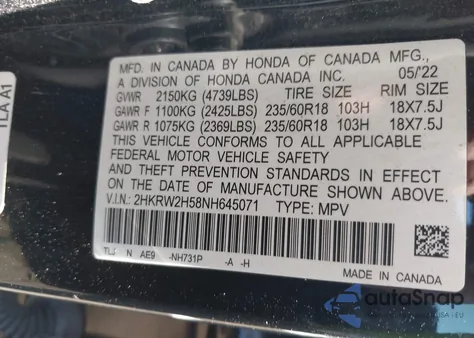 TLA A1
MFD. IN CANADA BY HONDA OF CANADA MFG.,
A DIVISION OF HONDA CANADA INC. 05/'22
GVWR 2150KG (4739LBS) TIRE SIZE RIM SIZE
GAWR F 1100KG (2425LBS) 235/60R18 103H 18X7.5J
GAWR R 1075KG (2369LBS) 235/60R18 103H 18X7.5J
THIS VEHICLE CONFORMS TO ALL APPLICABLE
FEDERAL MOTOR VEHICLE SAFETY
AND THEFT PREVENTION STANDARDS IN EFFECT ON
THE DATE OF MANUFACTURE SHOWN ABOVE.
V.I.N.: 2HKRW2H58NH645071 TYPE: MPV
N AE9 -NH731P -A -H
MADE IN CANADA
autoSnap